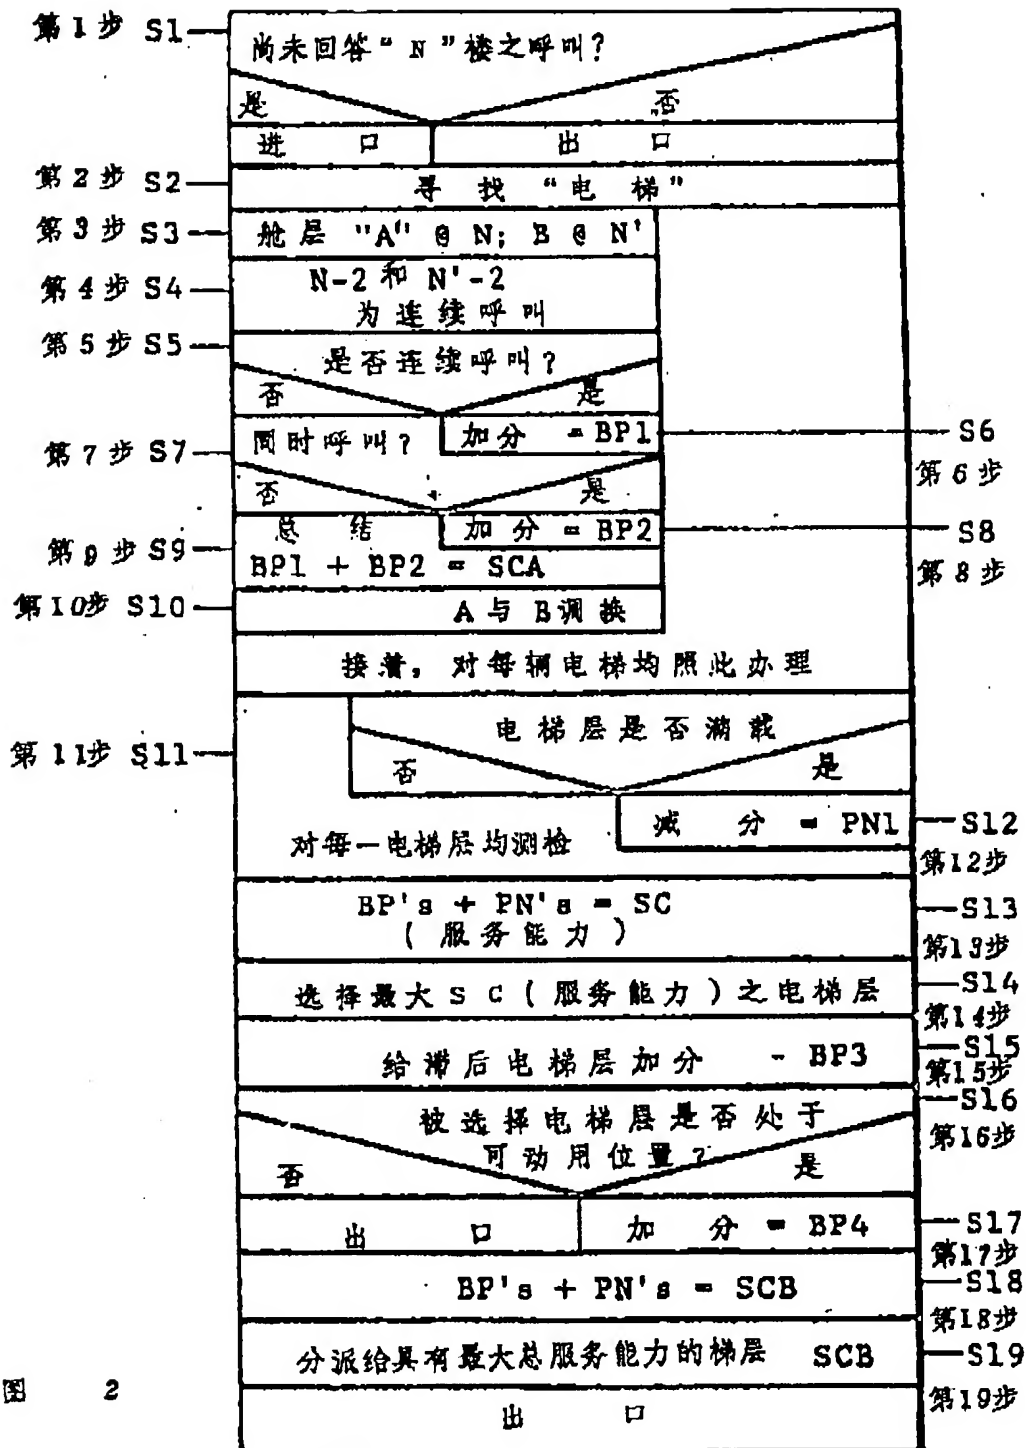 第1步 S1
尚未回答“N”楼之呼叫?
是 否
进 口 出 口
第2步 S2
寻 找 “电 梯”
第3步 S3
舱层 "A" @ N; B @ N'
第4步 S4
N-2 和 N'-2
为连续呼叫
第5步 S5
是否连续呼叫?
否 是
加分 = BP1
S6
第6步
第7步 S7
同时呼叫?
否 是
总 结
加分 = BP2
S8
第8步
第9步 S9
BP1 + BP2 = SCA
第10步 S10
A与B调换
接着,对每辆电梯均照此办理
第11步 S11
电梯层是否满载
否 是
减 分 = PN1
S12
第12步
对每一电梯层均测检
BP's + PN's = SC
(服务能力)
S13
第13步
选择最大SC(服务能力)之电梯层
S14
第14步
给滞后电梯层加分 - BP3
S15
第15步
被选择电梯层是否处于
可动用位置?
S16
第16步
否 是
出 口 加 分 = BP4
S17
第17步
BP's + PN's = SCB
S18
第18步
分派给具有最大总服务能力的梯层 SCB
S19
第19步
出 口
图 2